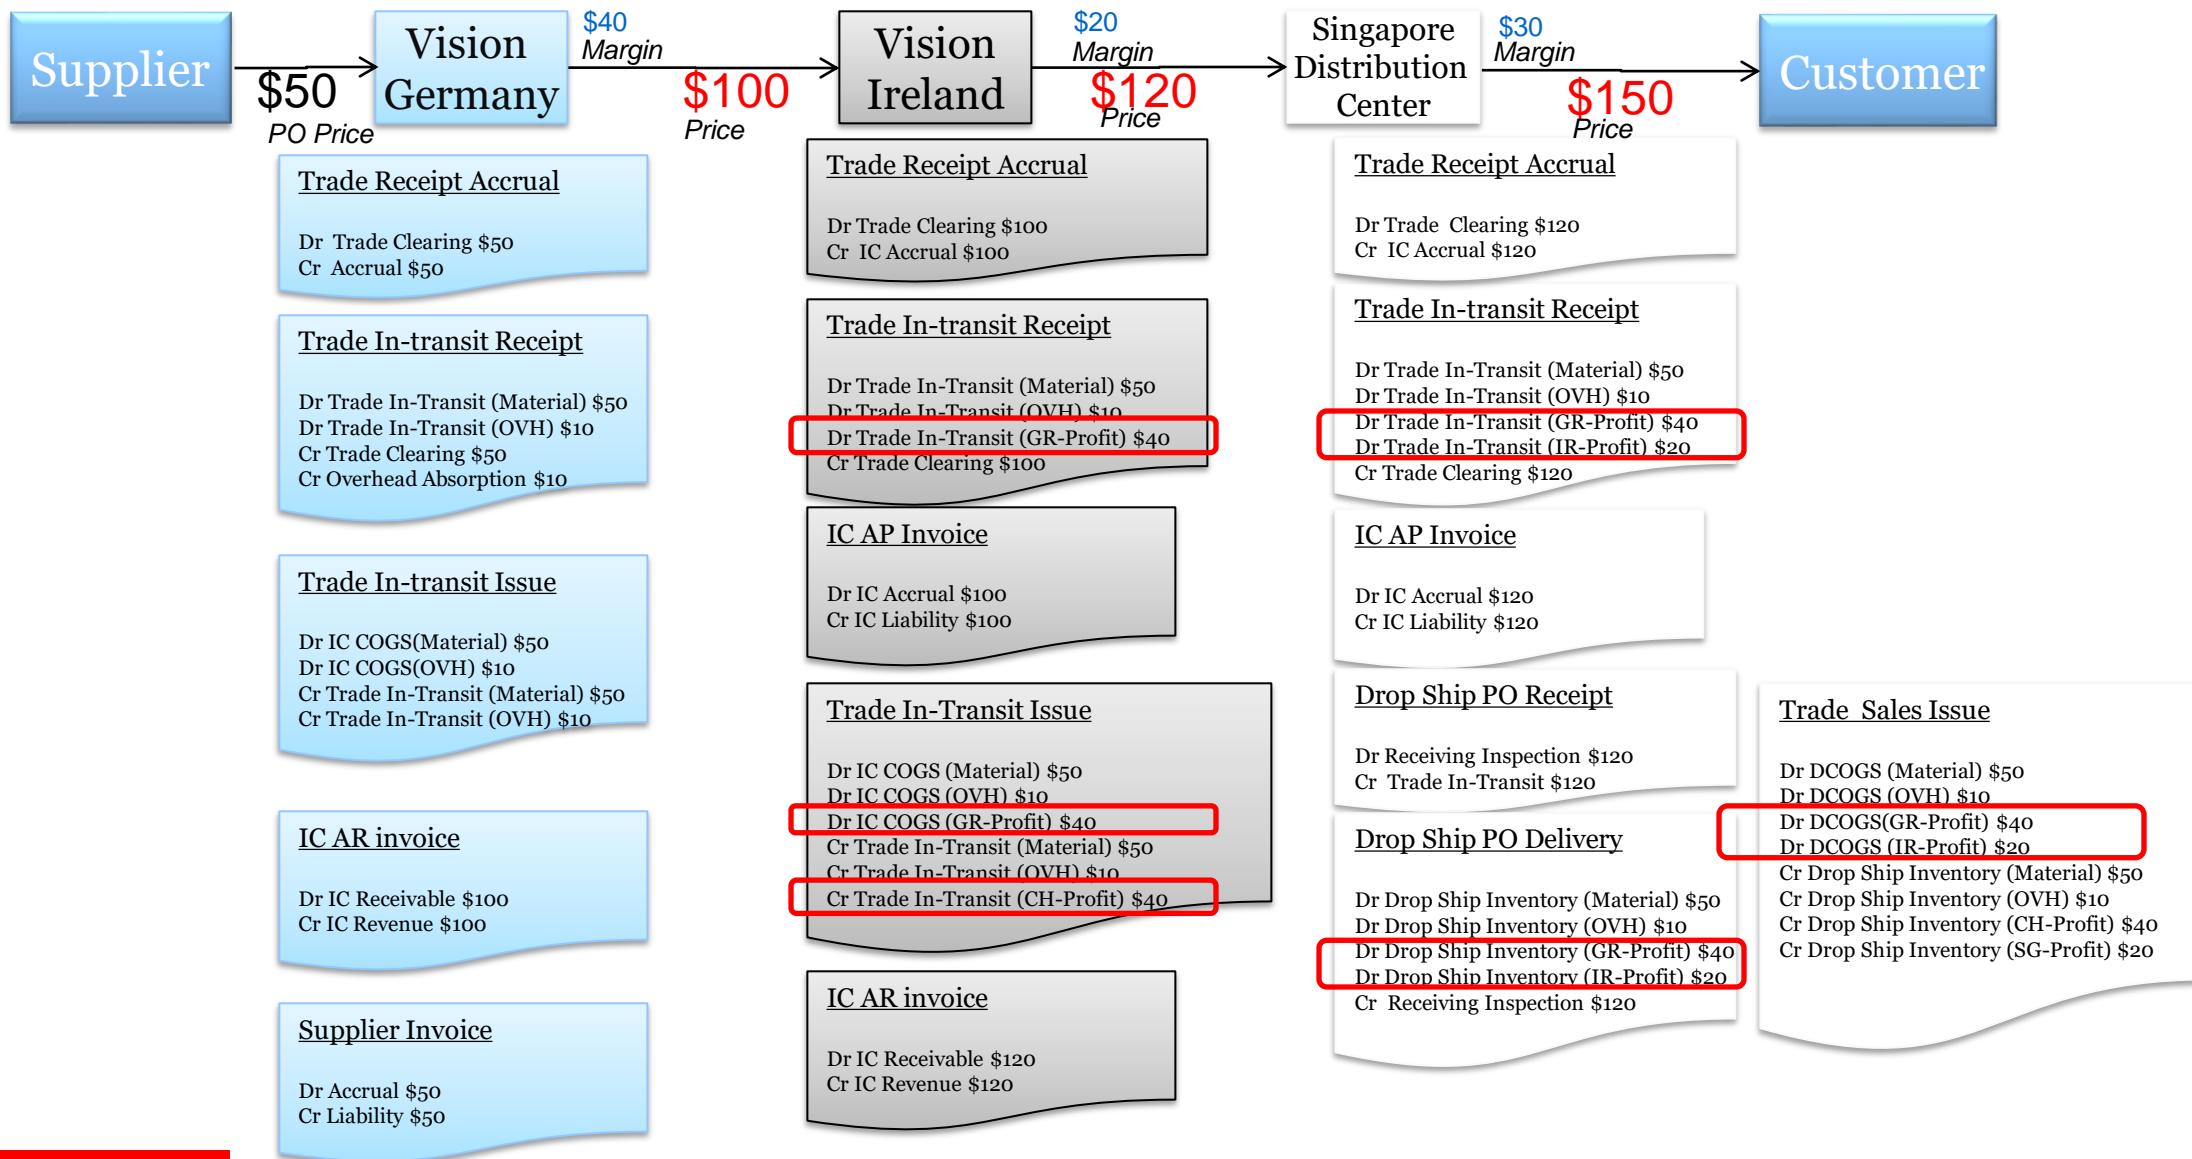 Supplier
$50
PO Price
Vision
Germany
$40
Margin
$100
Price
Vision
Ireland
$20
Margin
$120
Price
Singapore
Distribution
Center
$30
Margin
$150
Price
Customer
Trade Receipt Accrual
Dr  Trade Clearing $50
Cr  Accrual $50
Trade In-transit Receipt
Dr Trade In-Transit (Material) $50
Dr Trade In-Transit (OVH) $10
Cr Trade Clearing $50
Cr Overhead Absorption $10
Trade In-transit Issue
Dr IC COGS(Material) $50
Dr IC COGS(OVH) $10
Cr Trade In-Transit (Material) $50
Cr Trade In-Transit (OVH) $10
IC AR invoice
Dr IC Receivable $100
Cr IC Revenue $100
Supplier Invoice
Dr Accrual $50
Cr Liability $50
Trade Receipt Accrual
Dr Trade Clearing $100
Cr  IC Accrual $100
Trade In-transit Receipt
Dr Trade In-Transit (Material) $50
Dr Trade In-Transit (OVH) $10
Dr Trade In-Transit (GR-Profit) $40
Cr Trade Clearing $100
IC AP Invoice
Dr IC Accrual $100
Cr IC Liability $100
Trade In-Transit Issue
Dr IC COGS (Material) $50
Dr IC COGS (OVH) $10
Dr IC COGS (GR-Profit) $40
Cr Trade In-Transit (Material) $50
Cr Trade In-Transit (OVH) $10
Cr Trade In-Transit (CH-Profit) $40
IC AR invoice
Dr IC Receivable $120
Cr IC Revenue $120
Trade Receipt Accrual
Dr Trade  Clearing $120
Cr  IC Accrual $120
Trade In-transit Receipt
Dr Trade In-Transit (Material) $50
Dr Trade In-Transit (OVH) $10
Dr Trade In-Transit (GR-Profit) $40
Dr Trade In-Transit (IR-Profit) $20
Cr Trade Clearing $120
IC AP Invoice
Dr IC Accrual $120
Cr IC Liability $120
Drop Ship PO Receipt
Dr Receiving Inspection $120
Cr  Trade In-Transit $120
Drop Ship PO Delivery
Dr Drop Ship Inventory (Material) $50
Dr Drop Ship Inventory (OVH) $10
Dr Drop Ship Inventory (GR-Profit) $40
Dr Drop Ship Inventory (IR-Profit) $20
Cr  Receiving Inspection $120
Trade  Sales Issue
Dr DCOGS (Material) $50
Dr DCOGS (OVH) $10
Dr DCOGS(GR-Profit) $40
Dr DCOGS (IR-Profit) $20
Cr Drop Ship Inventory (Material) $50
Cr Drop Ship Inventory (OVH) $10
Cr Drop Ship Inventory (CH-Profit) $40
Cr Drop Ship Inventory (SG-Profit) $20